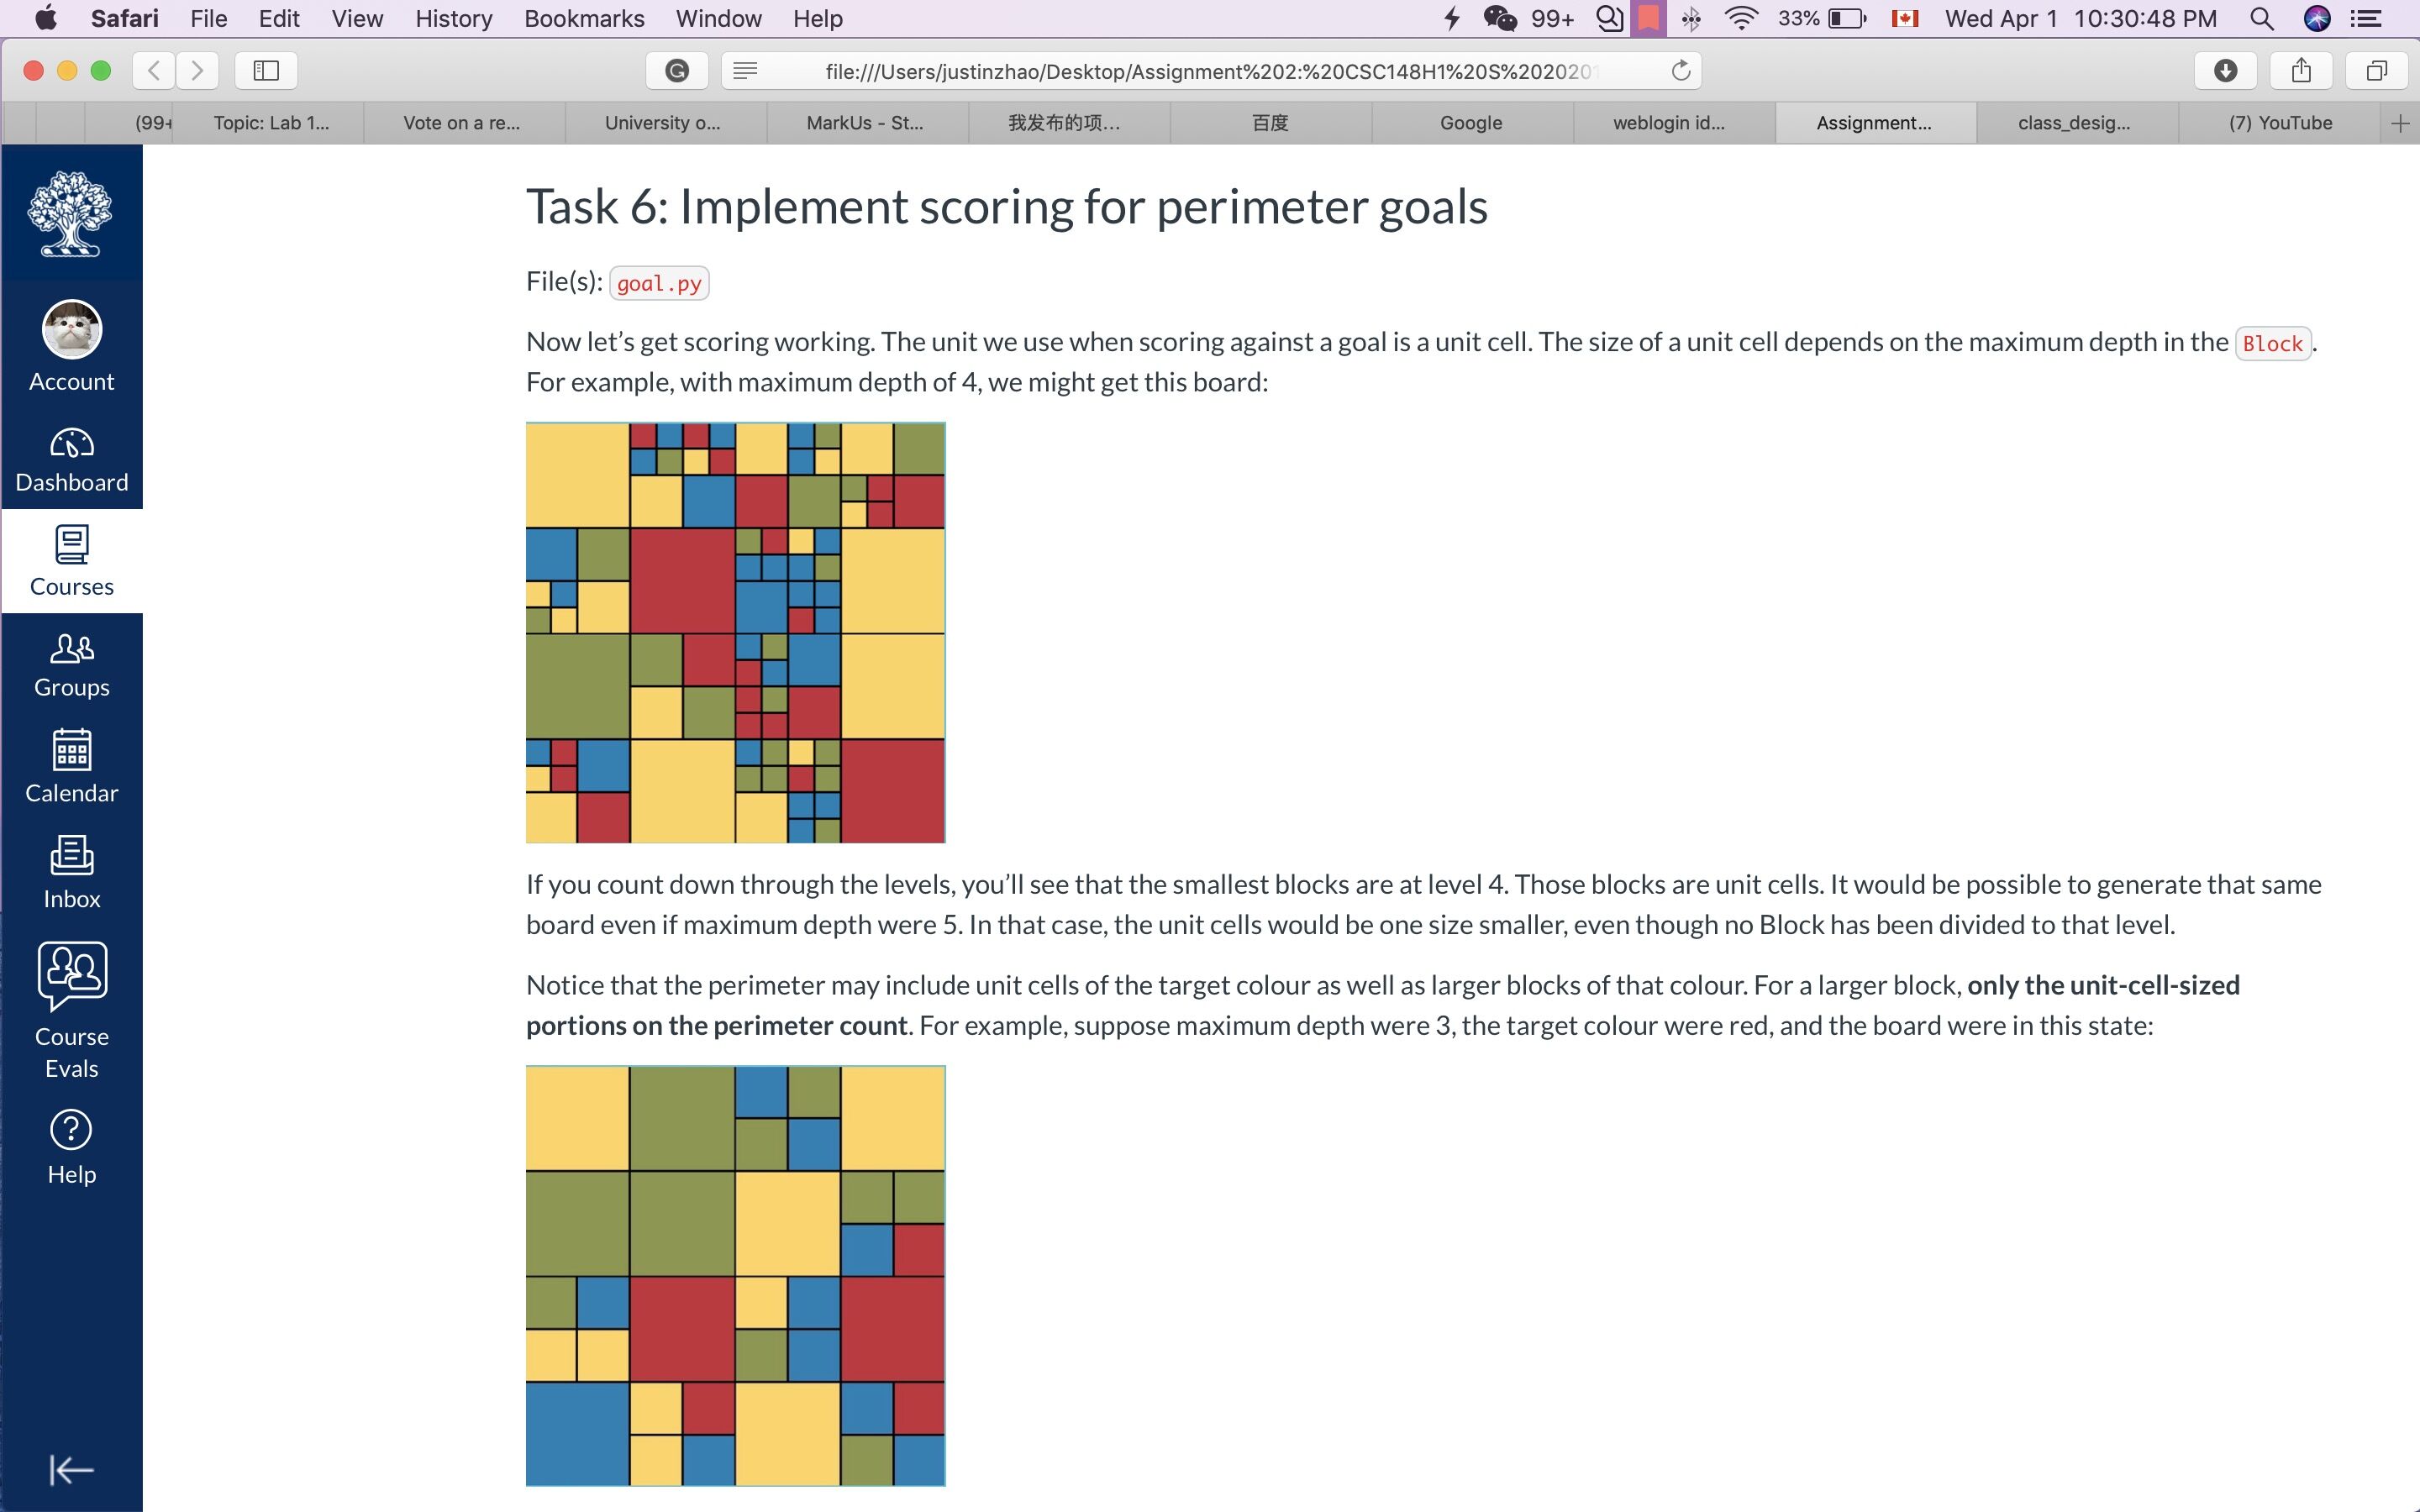 Safari File Edit View History Bookmarks Window Help 99+ 33% Wed Apr 1 10:30:48 PM
file:///Users/justinzhao/Desktop/Assignment%202:%20CSC148H1%20S%202020
(99+ Topic: Lab 1... Vote on a re... University o... MarkUs - St... 我发布的项... 百度 Google weblogin id... Assignment... class_desig... (7) YouTube
Account
Dashboard
Courses
Groups
Calendar
Inbox
Course
Evals
Help
Task 6: Implement scoring for perimeter goals
File(s): goal.py
Now let’s get scoring working. The unit we use when scoring against a goal is a unit cell. The size of a unit cell depends on the maximum depth in the Block.
For example, with maximum depth of 4, we might get this board:
If you count down through the levels, you’ll see that the smallest blocks are at level 4. Those blocks are unit cells. It would be possible to generate that same
board even if maximum depth were 5. In that case, the unit cells would be one size smaller, even though no Block has been divided to that level.
Notice that the perimeter may include unit cells of the target colour as well as larger blocks of that colour. For a larger block, only the unit-cell-sized
portions on the perimeter count. For example, suppose maximum depth were 3, the target colour were red, and the board were in this state: